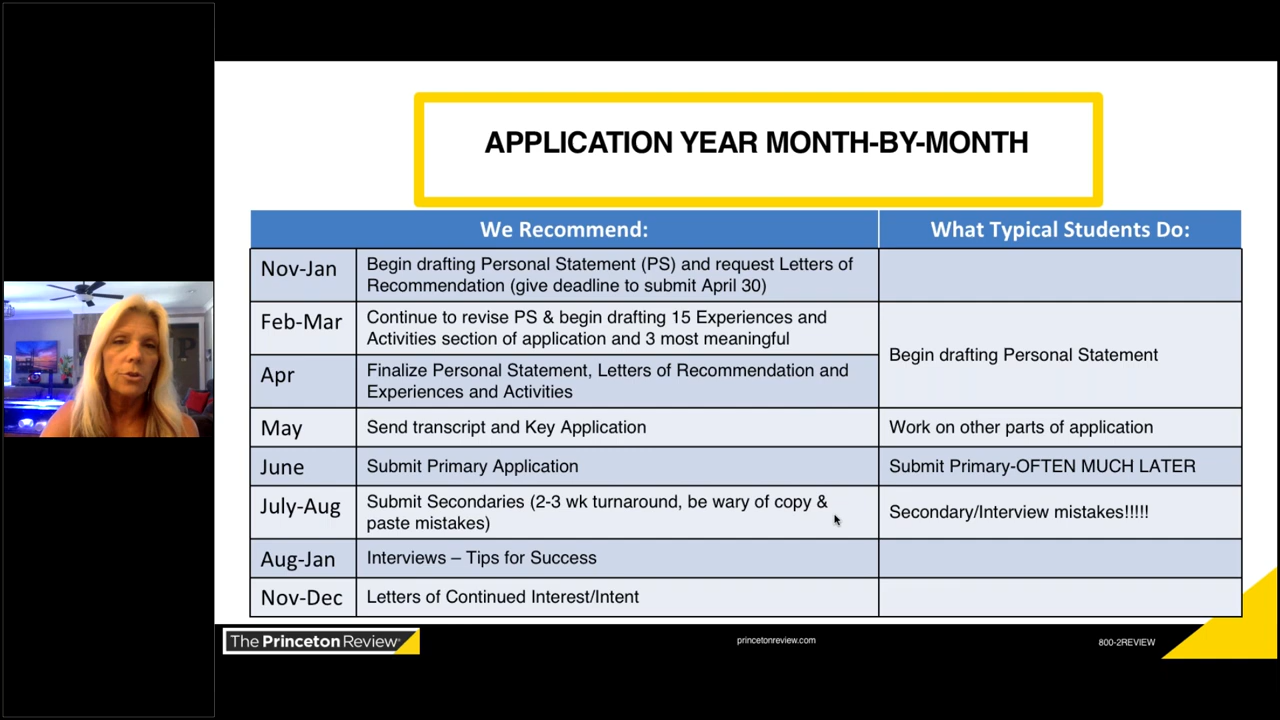 APPLICATION YEAR MONTH-BY-MONTH
We Recommend:
What Typical Students Do:
Nov-Jan
Begin drafting Personal Statement (PS) and request Letters of
Recommendation (give deadline to submit April 30)
Feb-Mar
Continue to revise PS & begin drafting 15 Experiences and
Activities section of application and 3 most meaningful
Begin drafting Personal Statement
Apr
Finalize Personal Statement, Letters of Recommendation and
Experiences and Activities
May
Send transcript and Key Application
Work on other parts of application
June
Submit Primary Application
Submit Primary-OFTEN MUCH LATER
July-Aug
Submit Secondaries (2-3 wk turnaround, be wary of copy &
paste mistakes)
Secondary/Interview mistakes!!!!!
Aug-Jan
Interviews – Tips for Success
Nov-Dec
Letters of Continued Interest/Intent
The Princeton Review
princetonreview.com
800-2REVIEW